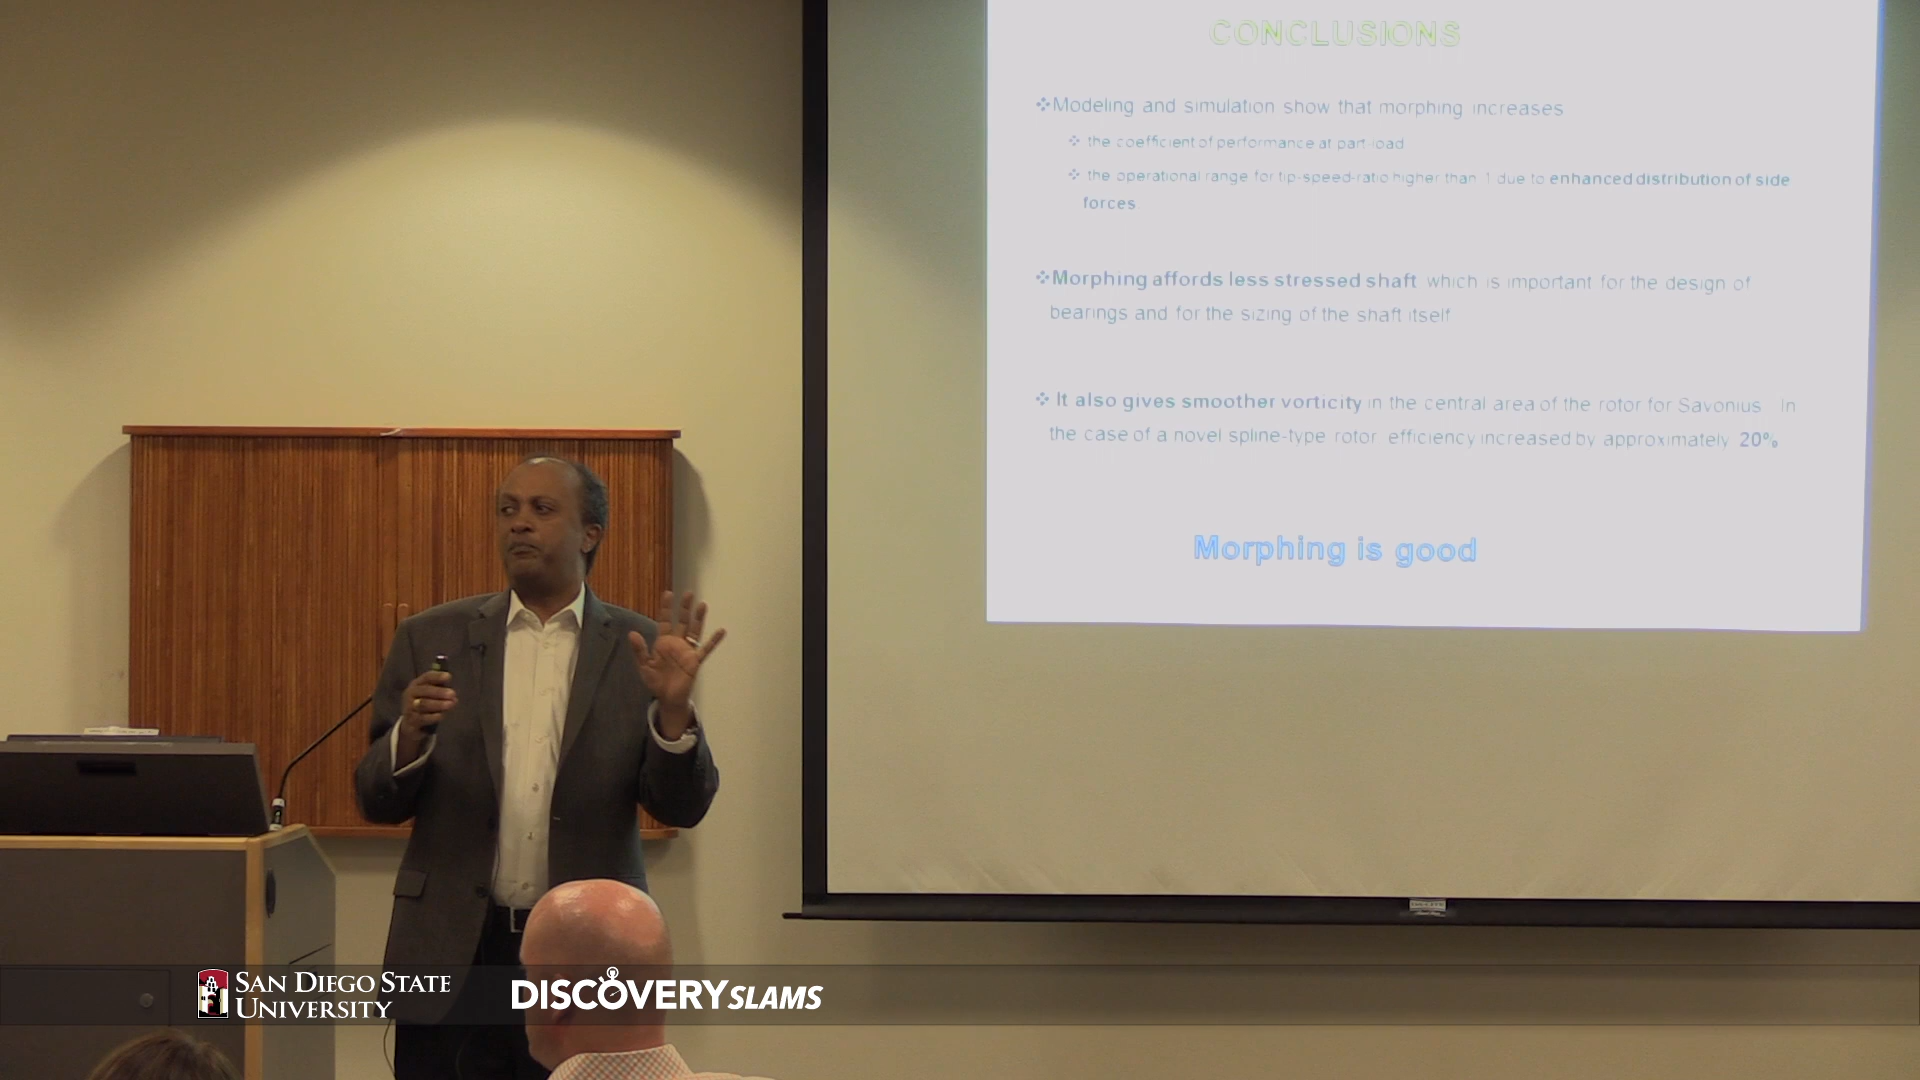 CONCLUSIONS
❖Modeling and simulation show that morphing increases
❖ the coefficient of performance at part-load
❖ the operational range for tip-speed-ratio higher than 1 due to enhanced distribution of side
forces
❖Morphing affords less stressed shaft which is important for the design of
bearings and for the sizing of the shaft itself
❖ It also gives smoother vorticity in the central area of the rotor for Savonius. In
the case of a novel spline-type rotor efficiency increased by approximately 20%
Morphing is good
SAN DIEGO STATE
UNIVERSITY
DISCOVERY SLAMS